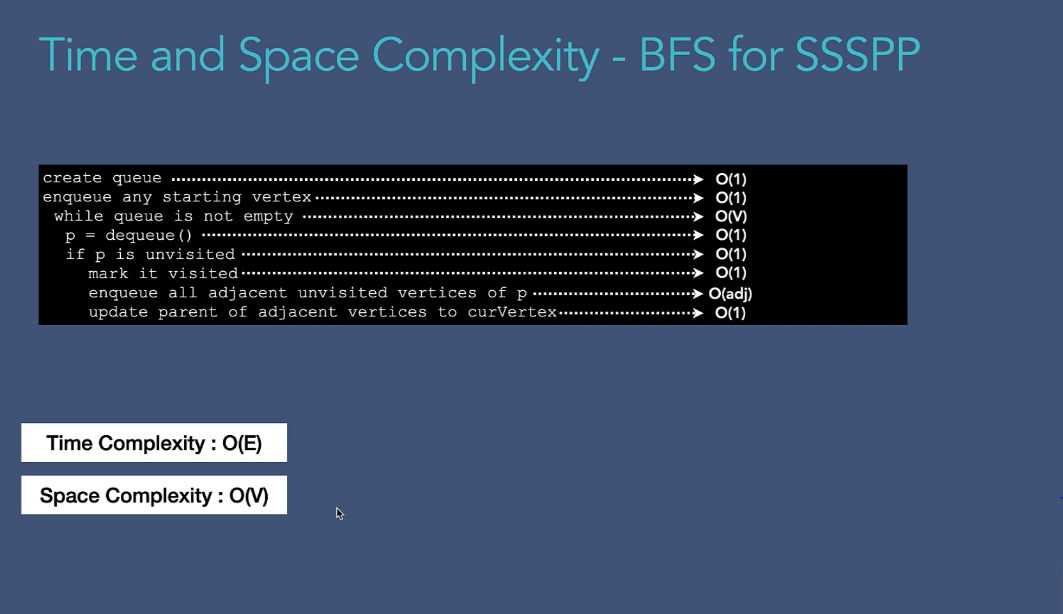 Time and Space Complexity - BFS for SSSPP
create queue O(1)
enqueue any starting vertex O(1)
while queue is not empty O(V)
p = dequeue() O(1)
if p is unvisited O(1)
mark it visited O(1)
enqueue all adjacent unvisited vertices of p O(adj)
update parent of adjacent vertices to curVertex O(1)
Time Complexity : O(E)
Space Complexity : O(V)